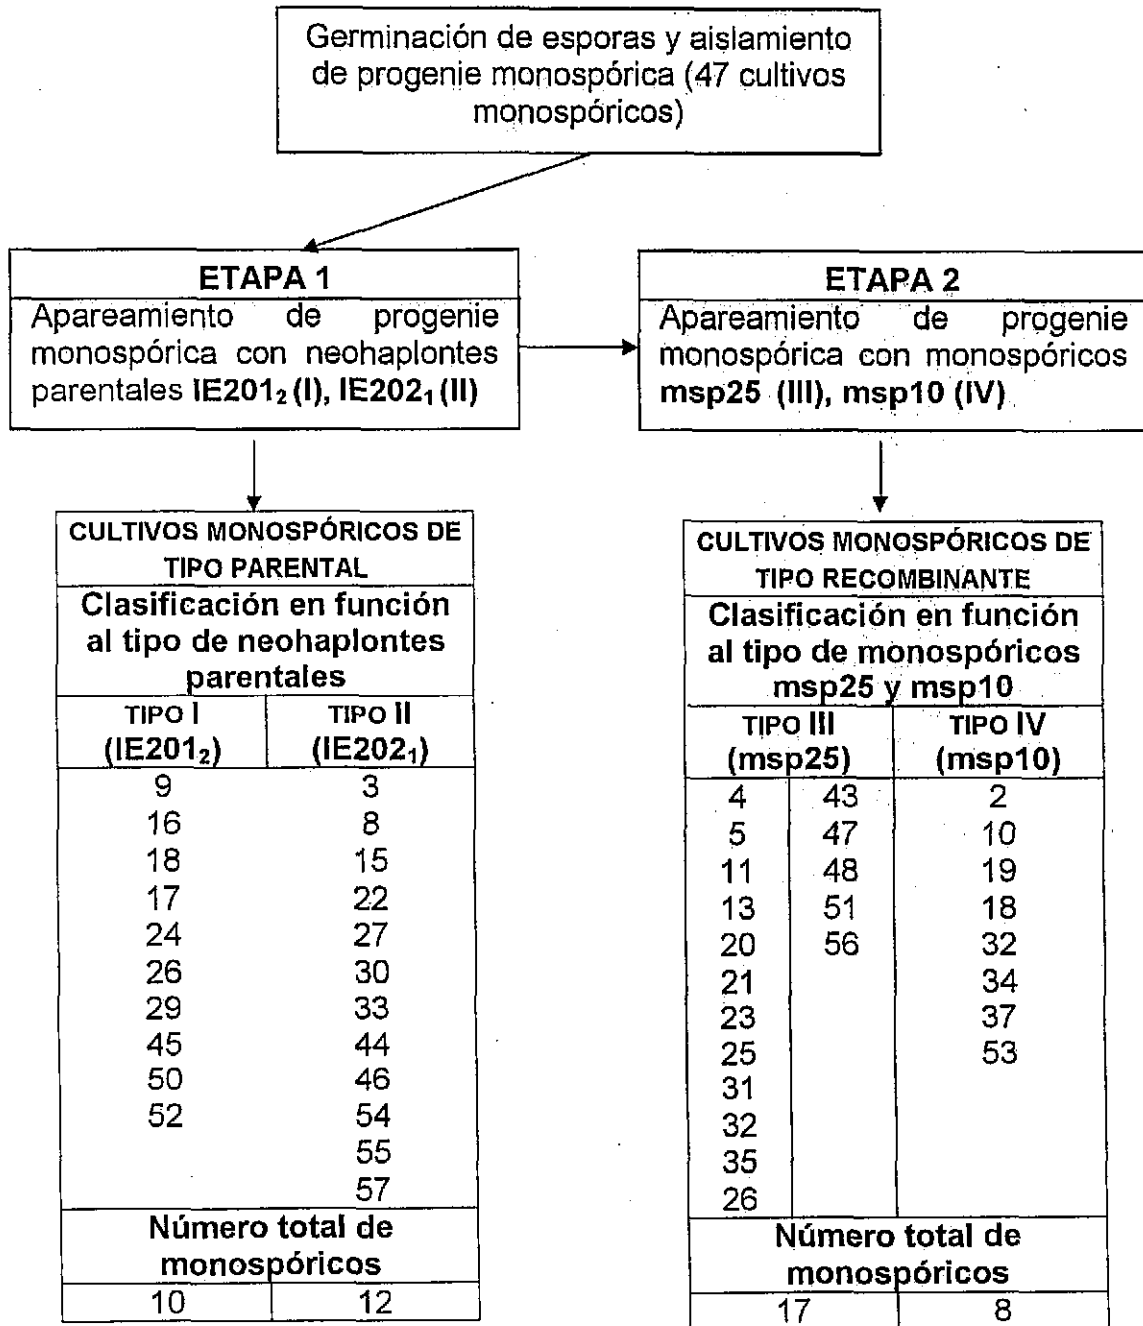 Germinación de esporas y aislamiento
de progenie monospórica (47 cultivos
monospóricos)
ETAPA 1
Apareamiento de progenie
monospórica con neohaplontes
parentales IE201₂ (I), IE202₁ (II)
ETAPA 2
Apareamiento de progenie
monospórica con monospóricos
msp25 (III), msp10 (IV)
CULTIVOS MONOSPÓRICOS DE
TIPO PARENTAL
Clasificación en función
al tipo de neohaplontes
parentales
TIPO I TIPO II
(IE201₂) (IE202₁)
9 3
16 8
18 15
17 22
24 27
26 30
29 33
45 44
50 46
52 54
55
57
Número total de
monospóricos
10 12
CULTIVOS MONOSPÓRICOS DE
TIPO RECOMBINANTE
Clasificación en función
al tipo de monospóricos
msp25 y msp10
TIPO III TIPO IV
(msp25) (msp10)
4 43 2
5 47 10
11 48 19
13 51 18
20 56 32
21 34
23 37
25 53
31
32
35
26
Número total de
monospóricos
17 8